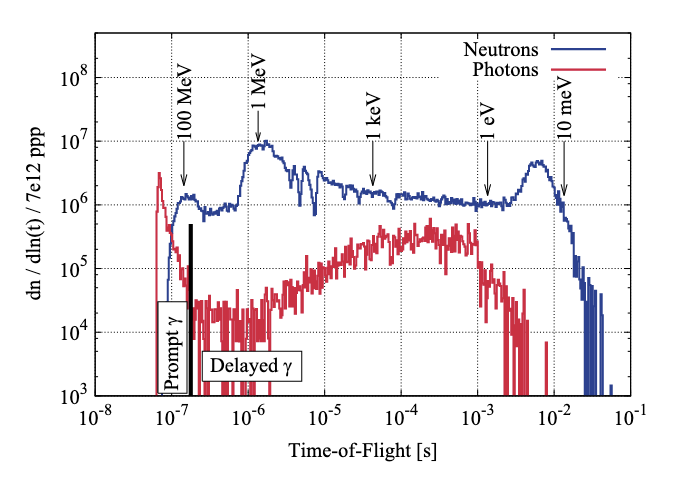 Neutrons
Photons
100 MeV
1 MeV
1 keV
1 eV
10 meV
dn / dln(t) / 7e12 ppp
10^8
10^7
10^6
10^5
10^4
10^3
Prompt γ
Delayed γ
10^-8 10^-7 10^-6 10^-5 10^-4 10^-3 10^-2 10^-1
Time-of-Flight [s]